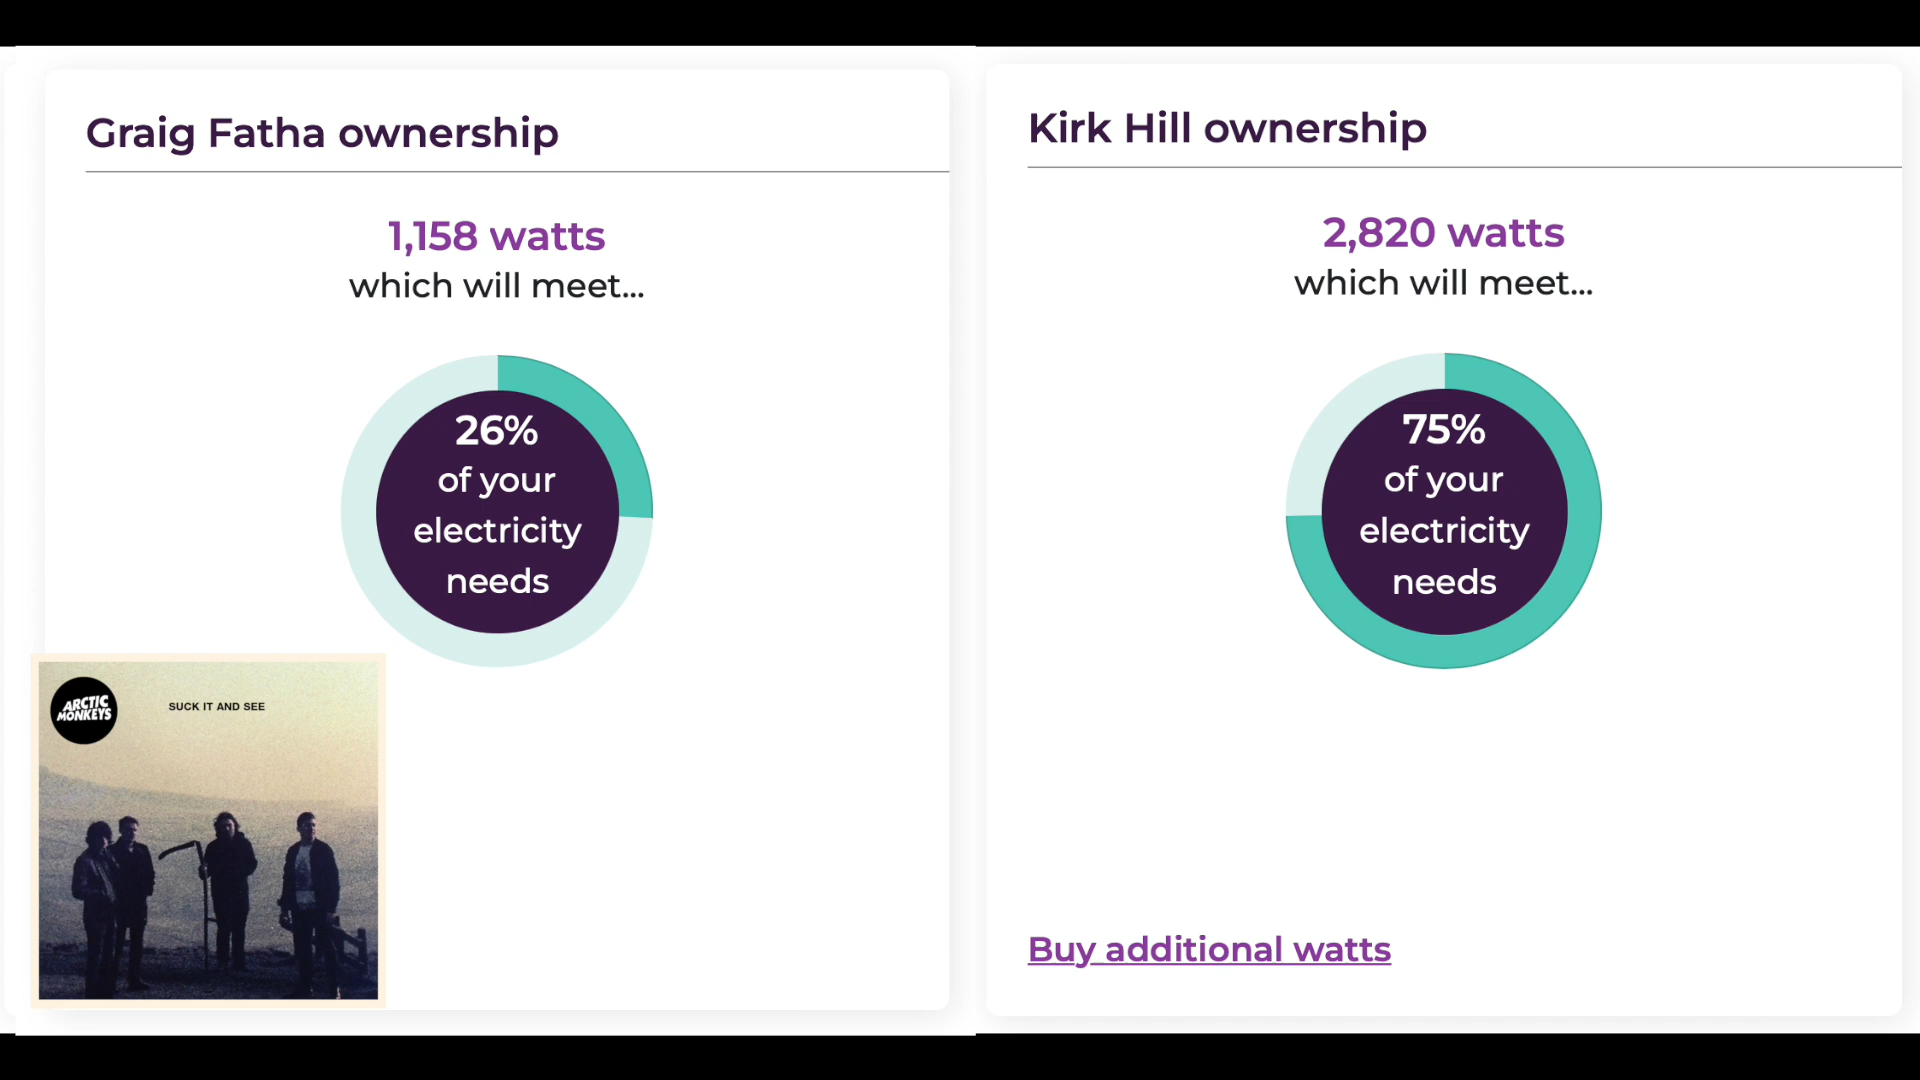 Graig Fatha ownership
1,158 watts
which will meet...
26%
of your
electricity
needs
ARCTIC
MONKEYS
SUCK IT AND SEE
Kirk Hill ownership
2,820 watts
which will meet...
75%
of your
electricity
needs
Buy additional watts